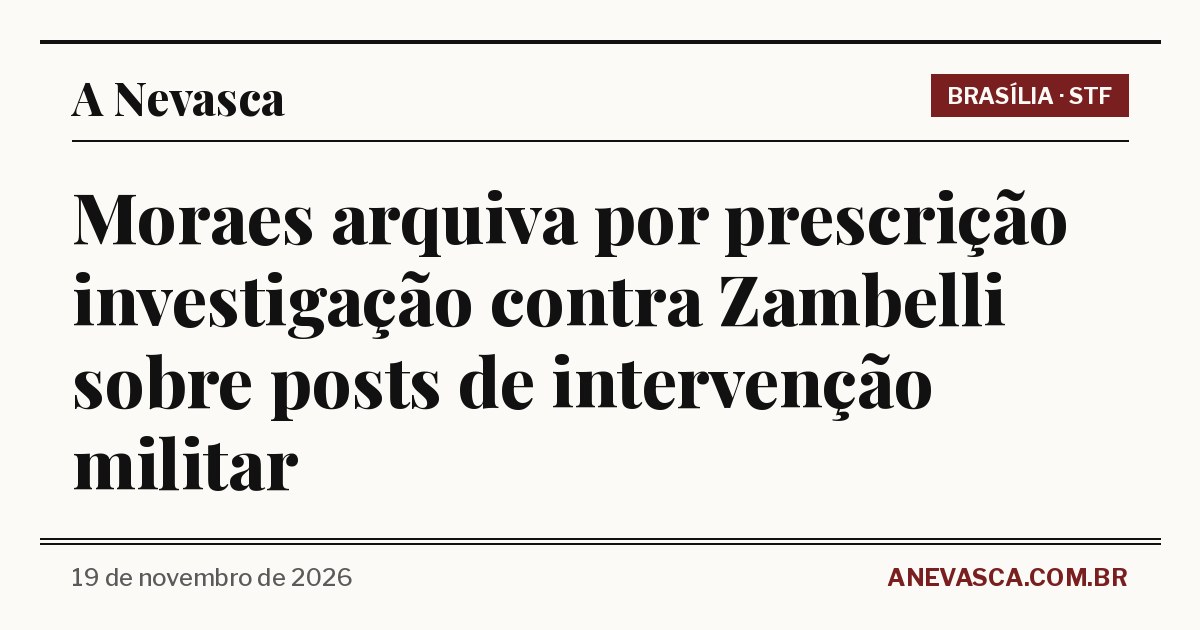 A Nevasca
BRASÍLIA · STF
Moraes arquiva por prescrição
investigação contra Zambelli
sobre posts de intervenção
militar
19 de novembro de 2026
ANEVASCA.COM.BR